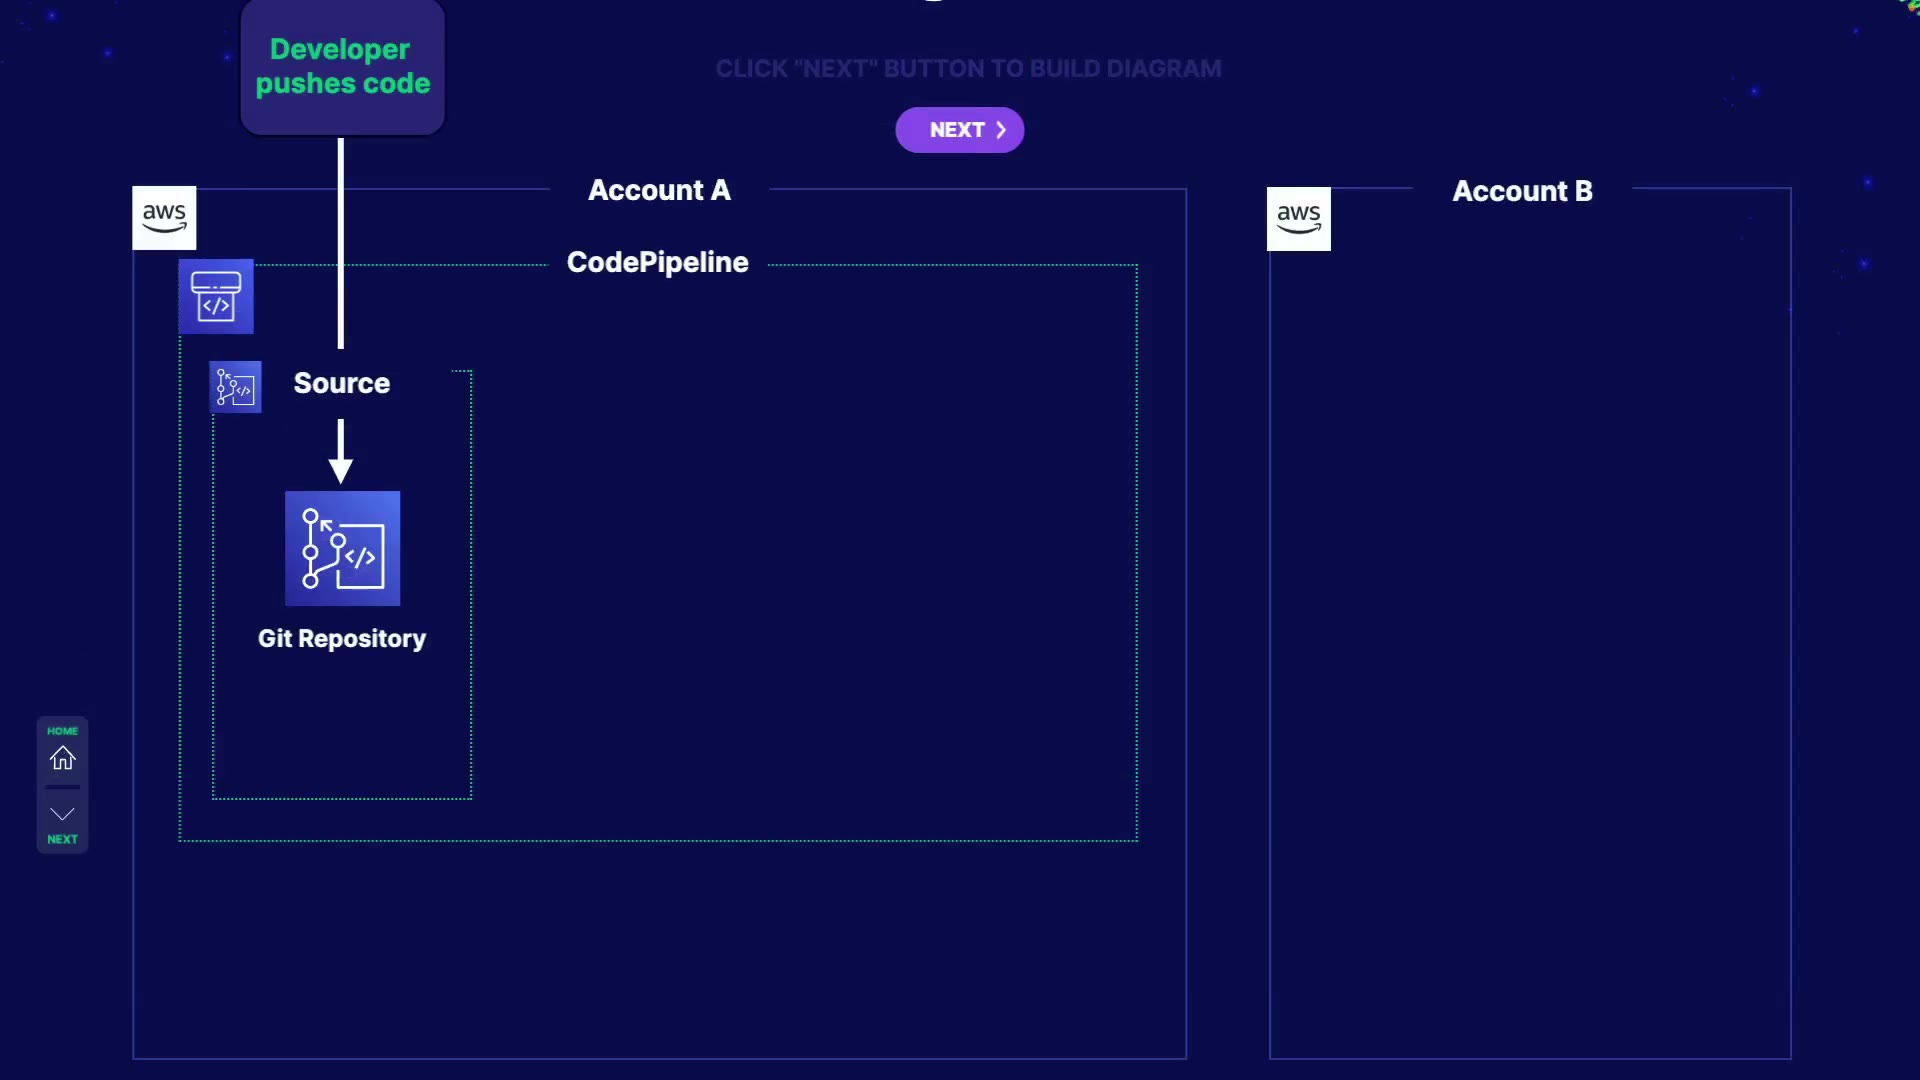 Developer
pushes code
CLICK "NEXT" BUTTON TO BUILD DIAGRAM
NEXT
Account A
Account B
aws
aws
CodePipeline
</>
Source
</>
</>
Git Repository
HOME
NEXT